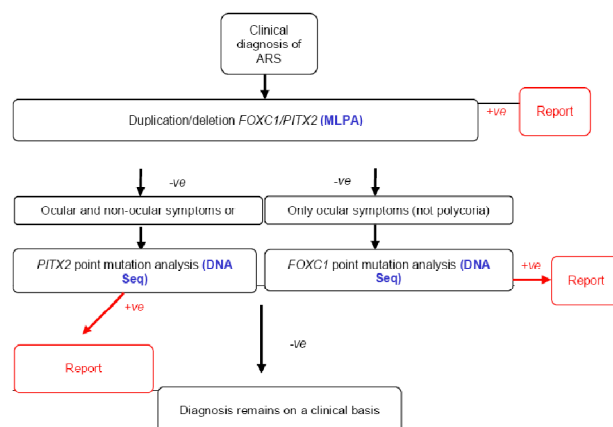 Clinical
diagnosis of
ARS
Duplication/deletion FOXC1/PITX2 (MLPA)
+ve
Report
-ve
-ve
Ocular and non-ocular symptoms or
Only ocular symptoms (not polycoria)
PITX2 point mutation analysis (DNA
Seq)
FOXC1 point mutation analysis (DNA
Seq)
+ve
Report
+ve
Report
-ve
Diagnosis remains on a clinical basis